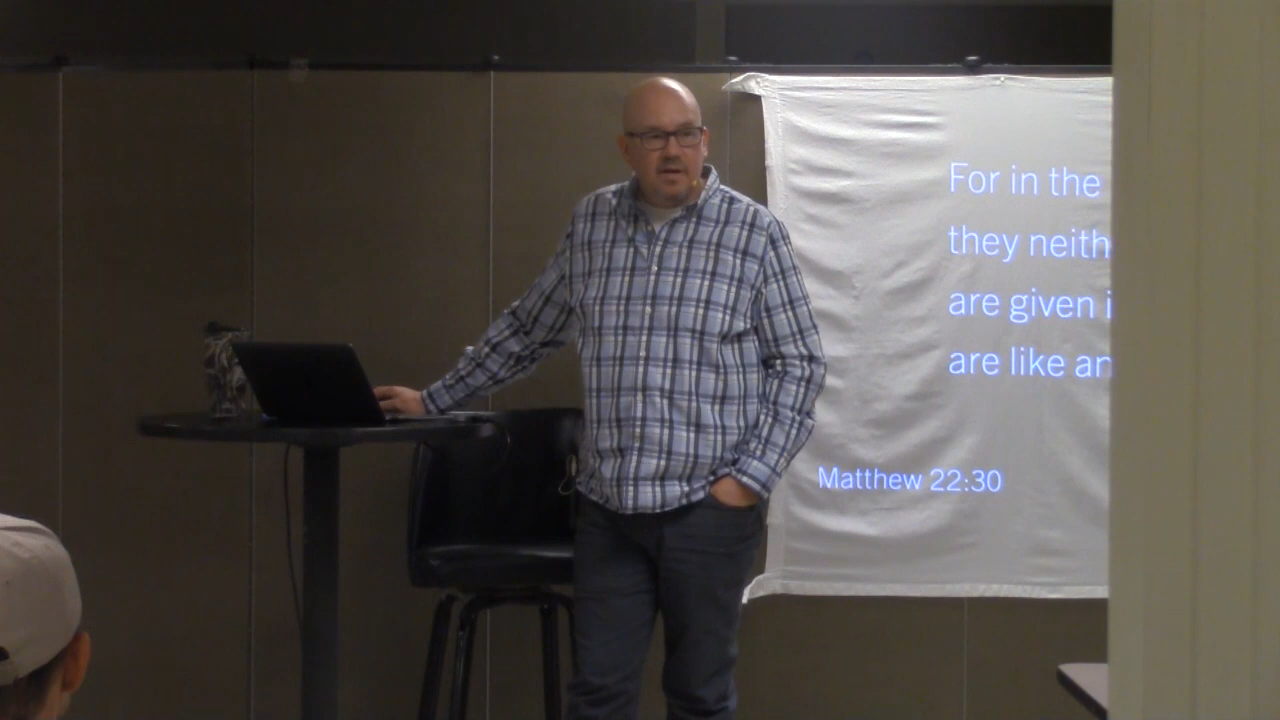 For in the
they neith
are given i
are like an
Matthew 22:30